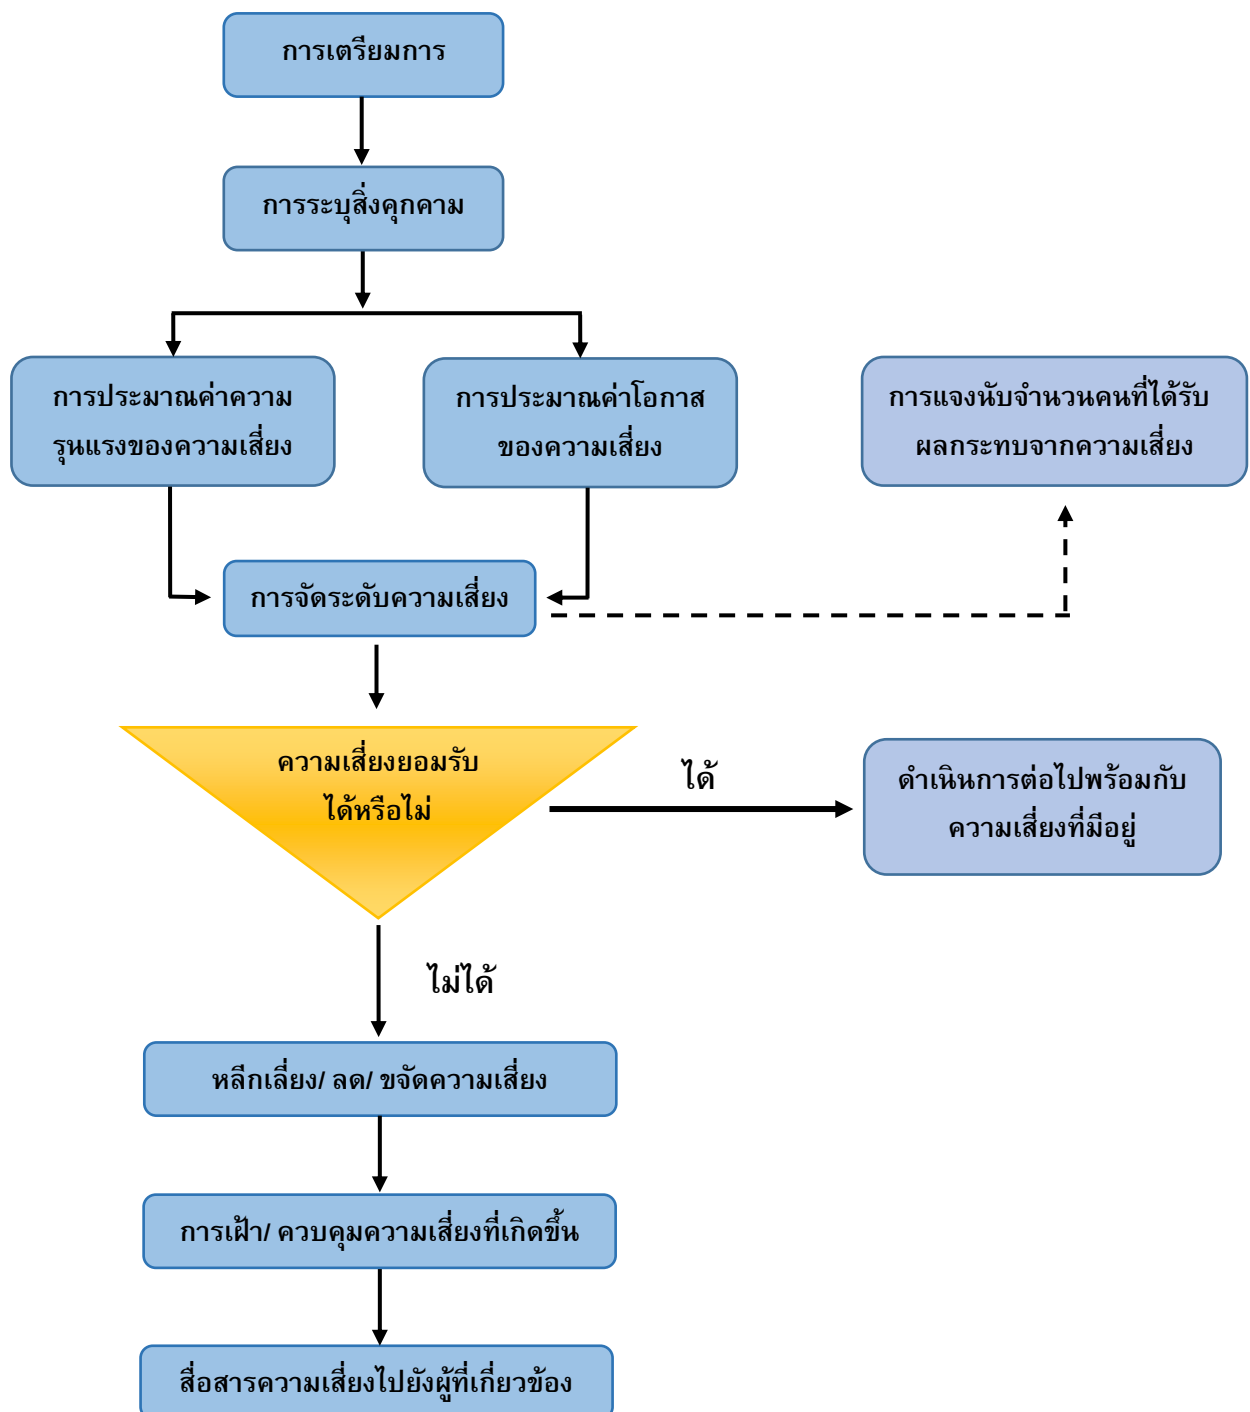 การเตรียมการ
การระบุสิ่งคุกคาม
การประมาณค่าความ
รุนแรงของความเสี่ยง
การประมาณค่าโอกาส
ของความเสี่ยง
การแจงนับจำนวนคนที่ได้รับ
ผลกระทบจากความเสี่ยง
การจัดระดับความเสี่ยง
ความเสี่ยงยอมรับ
ได้หรือไม่
ได้
ดำเนินการต่อไปพร้อมกับ
ความเสี่ยงที่มีอยู่
ไม่ได้
หลีกเลี่ยง/ ลด/ ขจัดความเสี่ยง
การเฝ้า/ ควบคุมความเสี่ยงที่เกิดขึ้น
สื่อสารความเสี่ยงไปยังผู้ที่เกี่ยวข้อง